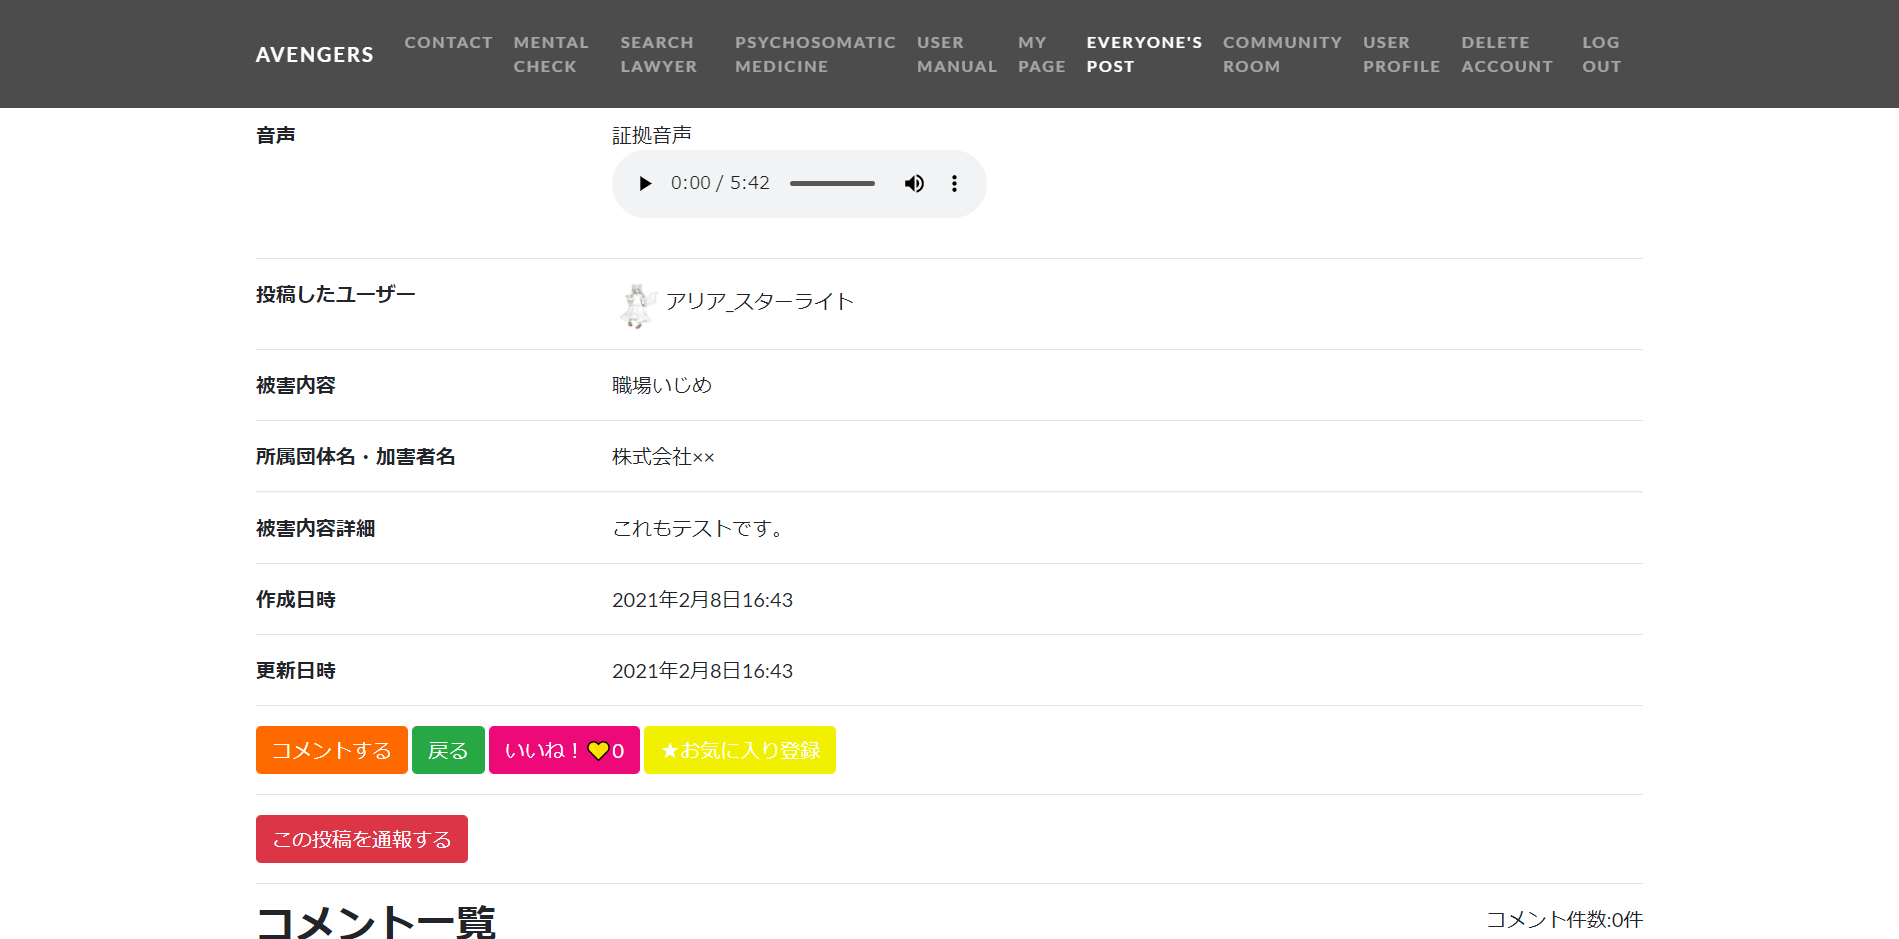 AVENGERS
CONTACT
MENTAL
CHECK
SEARCH
LAWYER
PSYCHOSOMATIC
MEDICINE
USER
MANUAL
MY
PAGE
EVERYONE'S
POST
COMMUNITY
ROOM
USER
PROFILE
DELETE
ACCOUNT
LOG
OUT
音声
証拠音声
0:00 / 5:42
投稿したユーザー
アリア_スターライト
被害内容
職場いじめ
所属団体名・加害者名
株式会社××
被害内容詳細
これもテストです。
作成日時
2021年2月8日16:43
更新日時
2021年2月8日16:43
コメントする
戻る
いいね！💛0
★お気に入り登録
この投稿を通報する
コメント一覧
コメント件数:0件